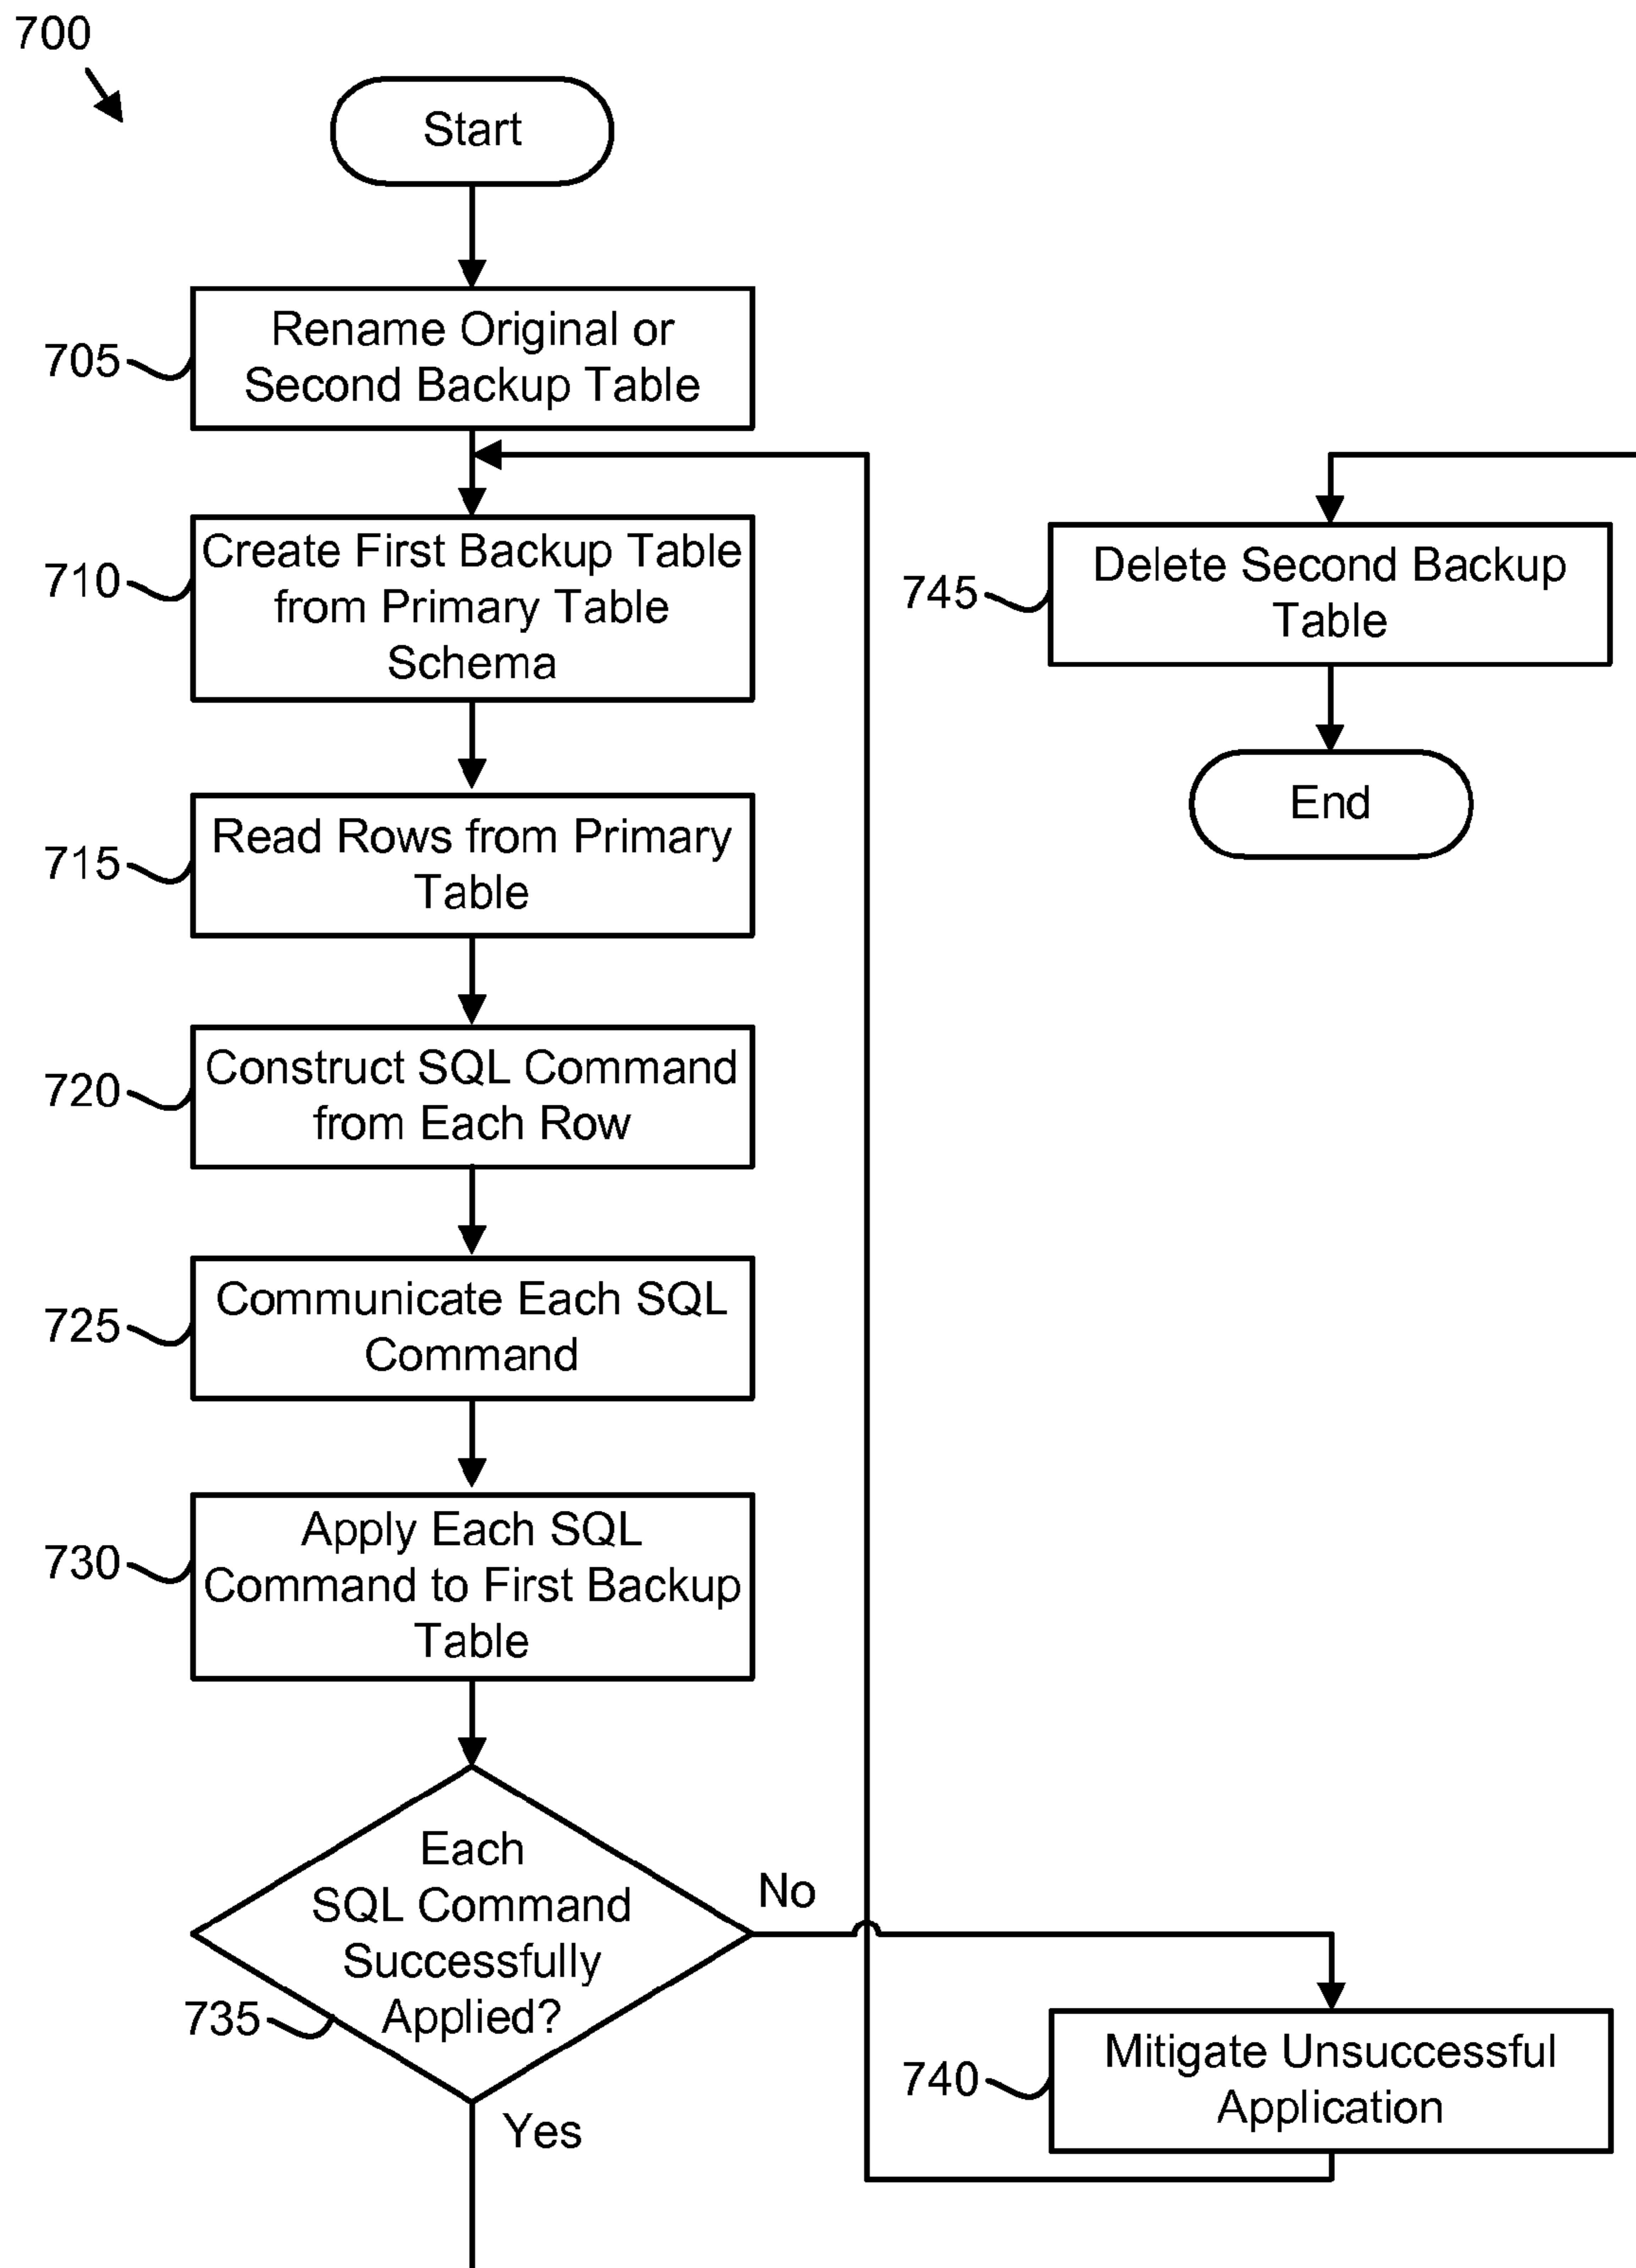 700
Start
705
Rename Original or
Second Backup Table
710
Create First Backup Table
from Primary Table
Schema
715
Read Rows from Primary
Table
720
Construct SQL Command
from Each Row
725
Communicate Each SQL
Command
730
Apply Each SQL
Command to First Backup
Table
735
Each
SQL Command
Successfully
Applied?
No
Yes
740
Mitigate Unsuccessful
Application
745
Delete Second Backup
Table
End